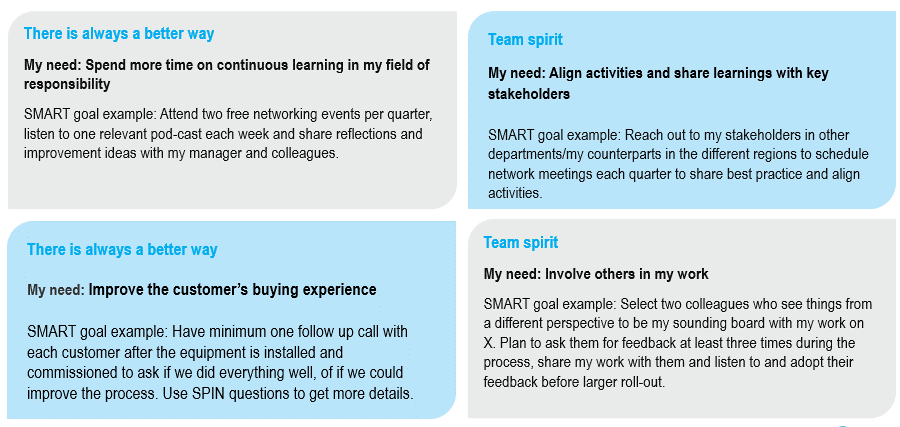 There is always a better way
My need: Spend more time on continuous learning in my field of
responsibility
SMART goal example: Attend two free networking events per quarter,
listen to one relevant pod-cast each week and share reflections and
improvement ideas with my manager and colleagues.
Team spirit
My need: Align activities and share learnings with key
stakeholders
SMART goal example: Reach out to my stakeholders in other
departments/my counterparts in the different regions to schedule
network meetings each quarter to share best practice and align
activities.
There is always a better way
My need: Improve the customer's buying experience
SMART goal example: Have minimum one follow up call with
each customer after the equipment is installed and
commissioned to ask if we did everything well, of if we could
improve the process. Use SPIN questions to get more details.
Team spirit
My need: Involve others in my work
SMART goal example: Select two colleagues who see things from
a different perspective to be my sounding board with my work on
X. Plan to ask them for feedback at least three times during the
process, share my work with them and listen to and adopt their
feedback before larger roll-out.